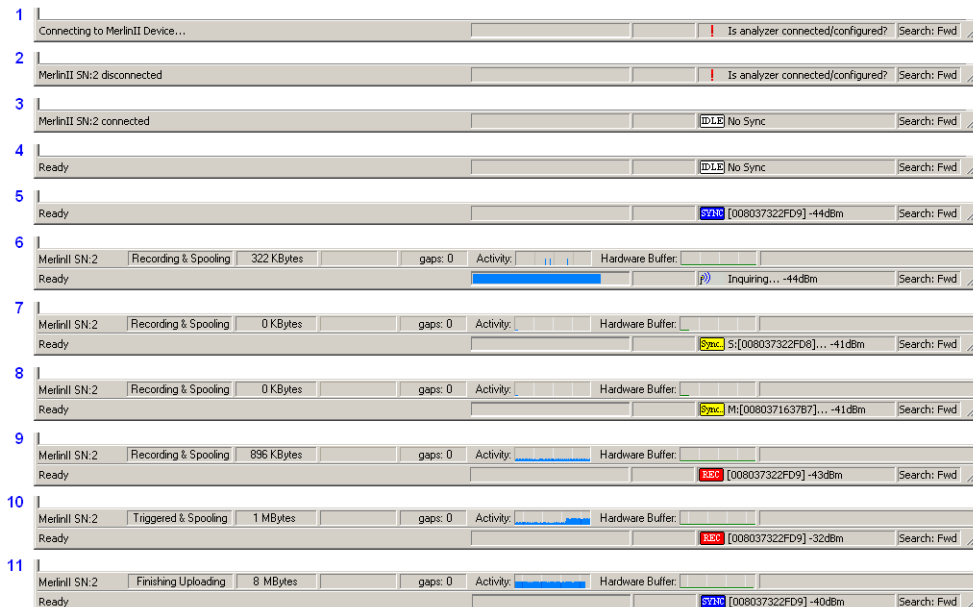 1
Connecting to MerlinII Device... ! Is analyzer connected/configured? Search: Fwd
2
MerlinII SN:2 disconnected ! Is analyzer connected/configured? Search: Fwd
3
MerlinII SN:2 connected IDLE No Sync Search: Fwd
4
Ready IDLE No Sync Search: Fwd
5
Ready SYNC [008037322FD9] -44dBm Search: Fwd
6
MerlinII SN:2 Recording & Spooling 322 KBytes gaps: 0 Activity: Hardware Buffer:
Ready Inquiring... -44dBm Search: Fwd
7
MerlinII SN:2 Recording & Spooling 0 KBytes gaps: 0 Activity: Hardware Buffer:
Ready Sync.. S:[008037322FD8]... -41dBm Search: Fwd
8
MerlinII SN:2 Recording & Spooling 0 KBytes gaps: 0 Activity: Hardware Buffer:
Ready Sync.. M:[0080371637B7]... -41dBm Search: Fwd
9
MerlinII SN:2 Recording & Spooling 896 KBytes gaps: 0 Activity: Hardware Buffer:
Ready REC [008037322FD9] -43dBm Search: Fwd
10
MerlinII SN:2 Triggered & Spooling 1 MBytes gaps: 0 Activity: Hardware Buffer:
Ready REC [008037322FD9] -32dBm Search: Fwd
11
MerlinII SN:2 Finishing Uploading 8 MBytes gaps: 0 Activity: Hardware Buffer:
Ready SYNC [008037322FD9] -40dBm Search: Fwd